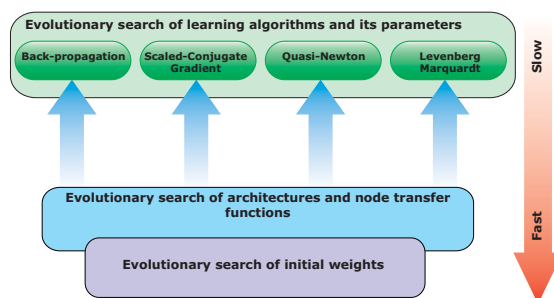 Evolutionary search of learning algorithms and its parameters
Back-propagation
Scaled-Conjugate
Gradient
Quasi-Newton
Levenberg
Marquardt
Slow
Evolutionary search of architectures and node transfer
functions
Evolutionary search of initial weights
Fast